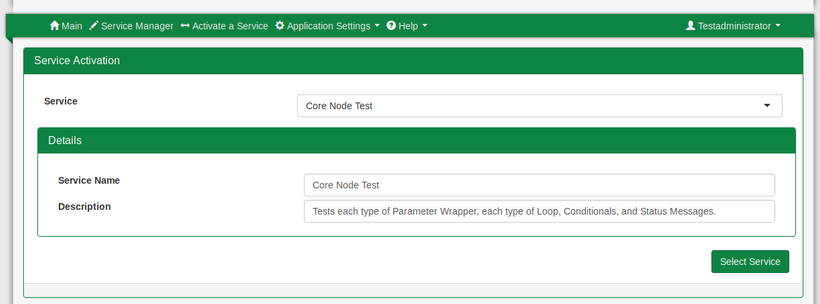 Main Service Manager Activate a Service Application Settings Help Testadministrator
Service Activation
Service Core Node Test
Details
Service Name Core Node Test
Description Tests each type of Parameter Wrapper, each type of Loop, Conditionals, and Status Messages.
Select Service